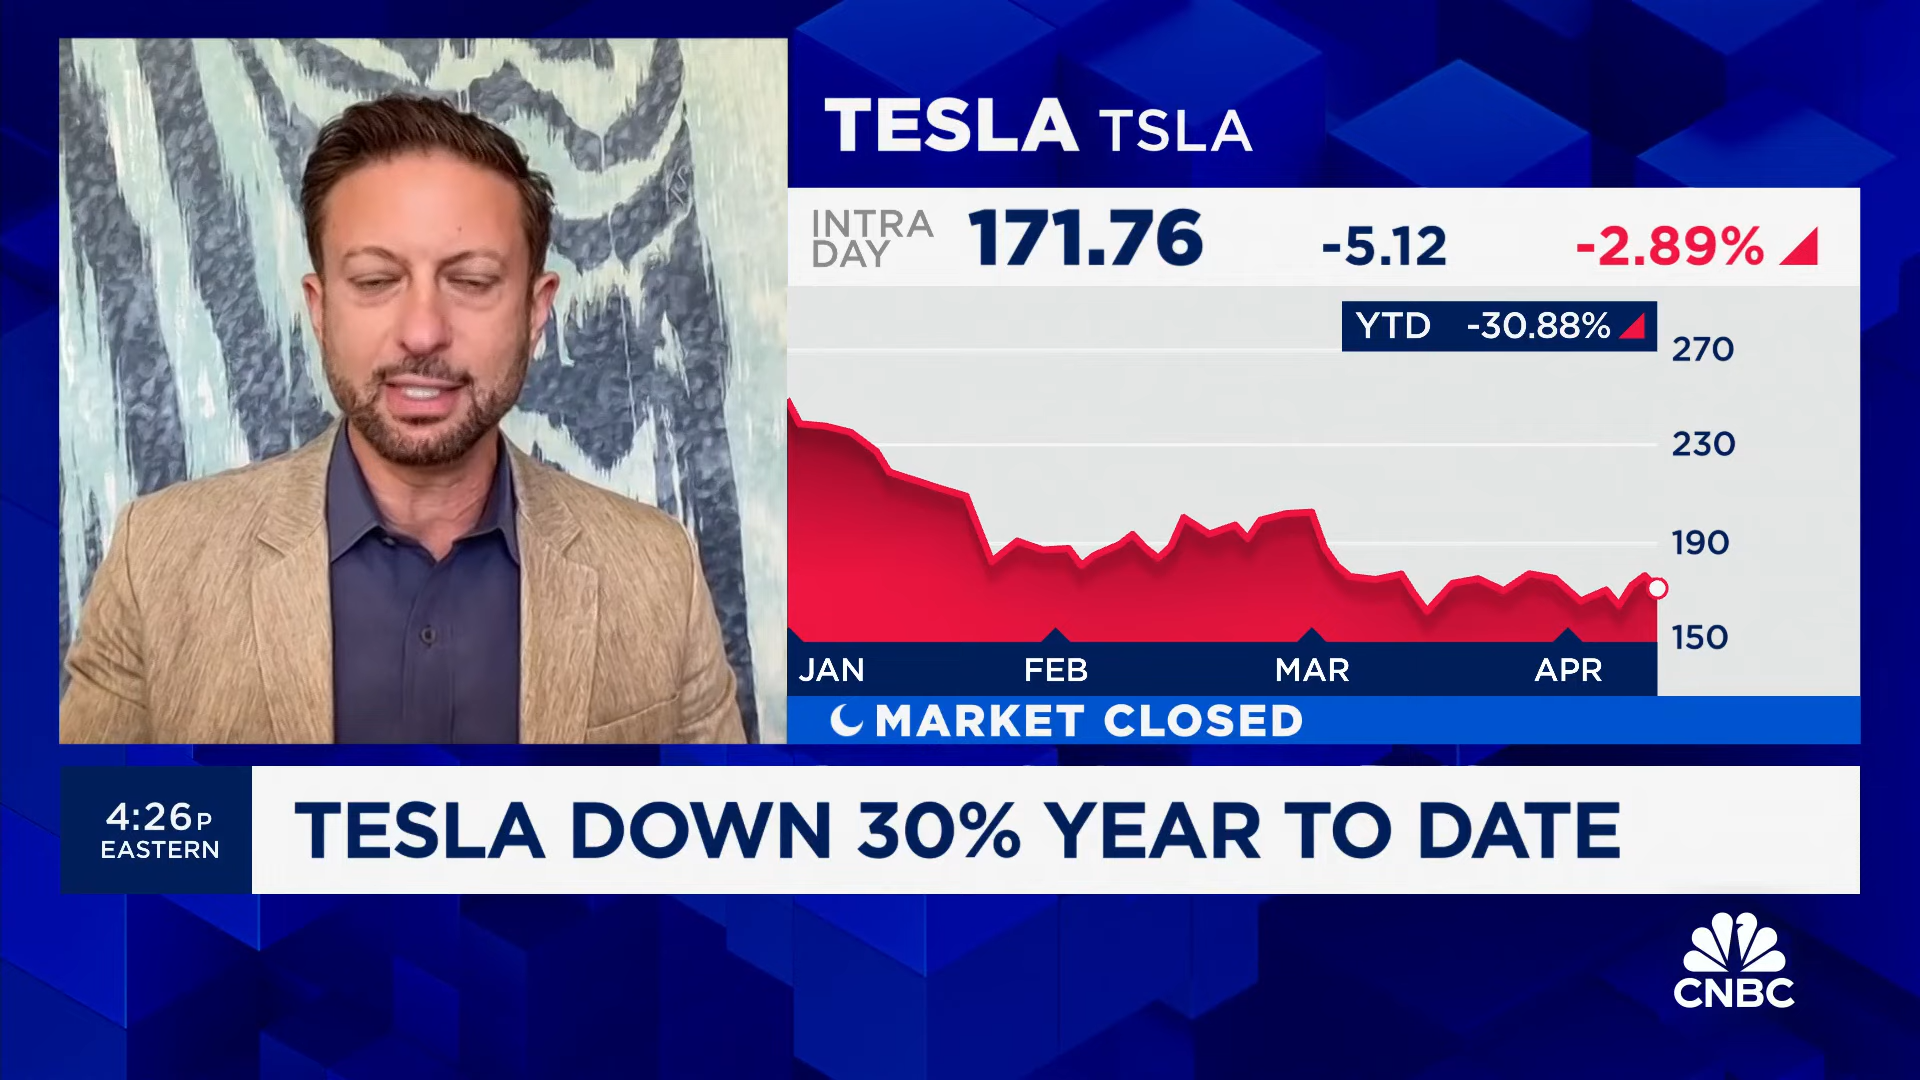 TESLA TSLA
INTRA
DAY
171.76 -5.12 -2.89%
YTD -30.88%
270
230
190
150
JAN FEB MAR APR
MARKET CLOSED
4:26P
EASTERN
TESLA DOWN 30% YEAR TO DATE
CNBC